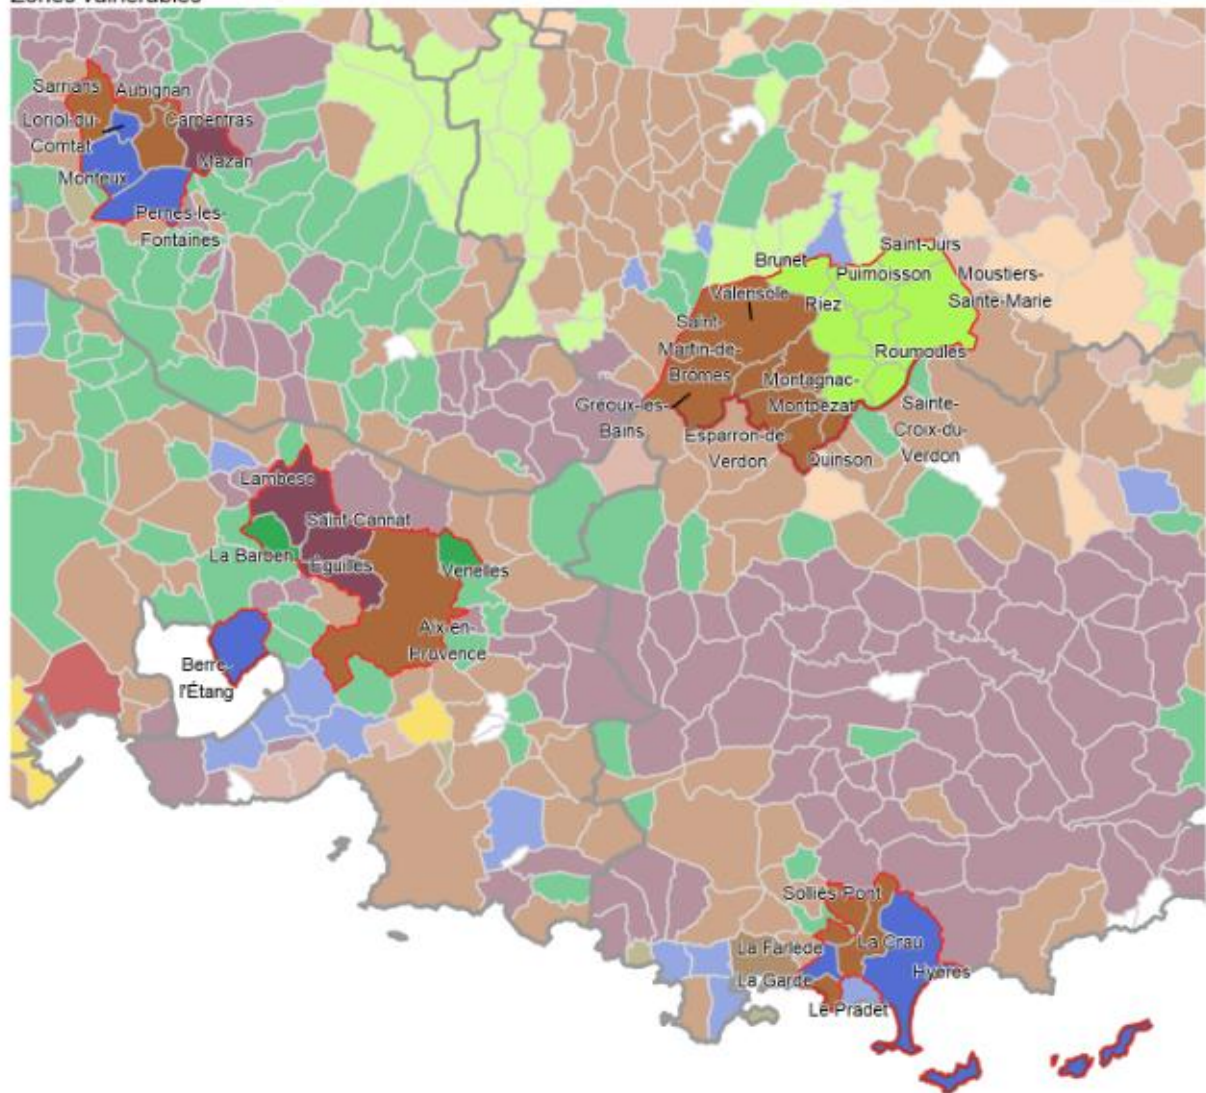 Zones vulnérables
Sarrians
Aubignan
Loriol-du-
Comtat
Carpentras
Mazan
Monteux
Pernes-les-
Fontaines
Saint-Jurs
Brunet
Puimoisson
Moustiers-
Sainte-Marie
Valensole
Riez
Saint-
Martin-de-
Brômes
Roumoules
Montagnac-
Montpezat
Gréoux-les-
Bains
Sainte-
Croix-du-
Verdon
Esparron-de-
Verdon
Quinson
Lambesc
Saint-Cannat
La Barben
Éguilles
Venelles
Aix-en-
Provence
Berre-
l'Étang
Solliès-Pont
La Farlède
La Crau
La Garde
Hyères
Le Pradet